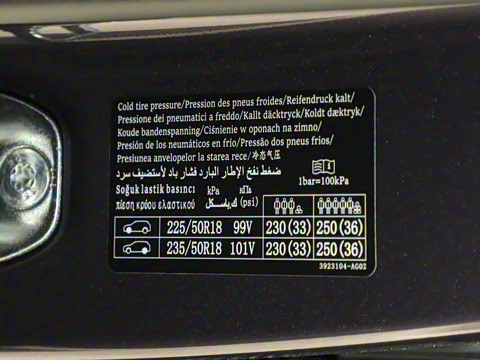 Cold tire pressure/Pression des pneus froides/Reifendruck kalt/
Pressione dei pneumatici a freddo/Kallt däcktryck/Koldt dæktryk/
Koude bandenspanning/Ciśnienie w oponach na zimno/
Presión de los neumáticos en frío/Pressão dos pneus frios/
Presiunea anvelopelor la starea rece/冷态气压
ضغط نفخ الإطار البارد فشار باد لاستضيف سرد
Soğuk lastik basıncı kPa кПа
πίεση κρύου ελαστικού كيلوباسكال (psi)
1bar=100kPa
225/50R18 99V 230(33) 250(36)
235/50R18 101V 230(33) 250(36)
3923104-AG02